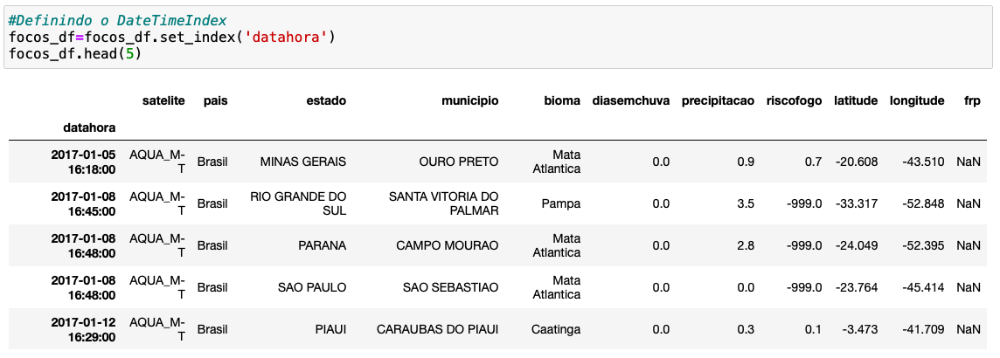 #Definindo o DateTimeIndex
focos_df=focos_df.set_index('datahora')
focos_df.head(5)
satelite pais estado municipio bioma diasemchuva precipitacao riscofogo latitude longitude frp
datahora
2017-01-05 16:18:00 AQUA_M-T Brasil MINAS GERAIS OURO PRETO Mata Atlantica 0.0 0.9 0.7 -20.608 -43.510 NaN
2017-01-08 16:45:00 AQUA_M-T Brasil RIO GRANDE DO SUL SANTA VITORIA DO PALMAR Pampa 0.0 3.5 -999.0 -33.317 -52.848 NaN
2017-01-08 16:48:00 AQUA_M-T Brasil PARANA CAMPO MOURAO Mata Atlantica 0.0 2.8 -999.0 -24.049 -52.395 NaN
2017-01-08 16:48:00 AQUA_M-T Brasil SAO PAULO SAO SEBASTIAO Mata Atlantica 0.0 0.0 -999.0 -23.764 -45.414 NaN
2017-01-12 16:29:00 AQUA_M-T Brasil PIAUI CARAUBAS DO PIAUI Caatinga 0.0 0.3 0.1 -3.473 -41.709 NaN